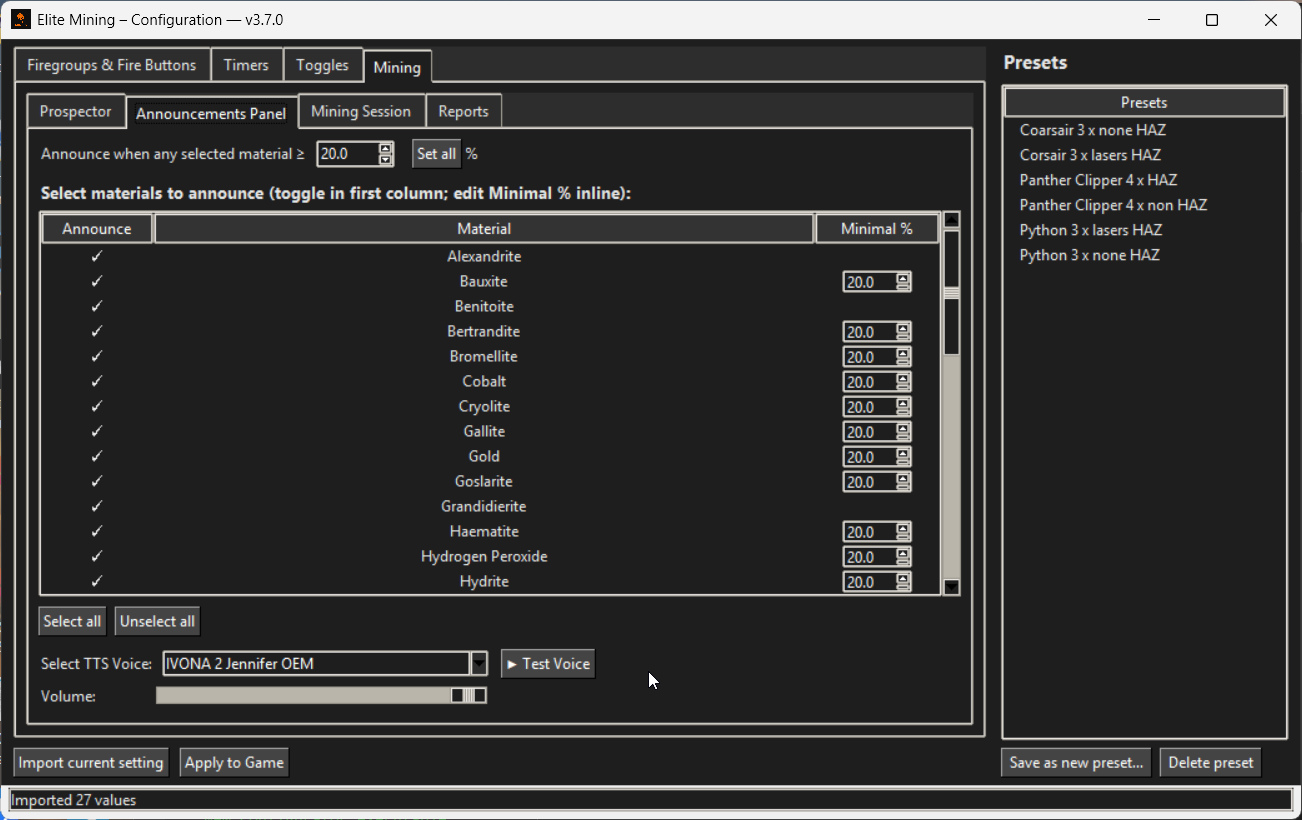 Elite Mining – Configuration — v3.7.0
Firegroups & Fire Buttons Timers Toggles Mining
Prospector Announcements Panel Mining Session Reports
Announce when any selected material ≥ 20.0 Set all %
Select materials to announce (toggle in first column; edit Minimal % inline):
Announce Material Minimal %
✓ Alexandrite
✓ Bauxite 20.0
✓ Benitoite
✓ Bertrandite 20.0
✓ Bromellite 20.0
✓ Cobalt 20.0
✓ Cryolite 20.0
✓ Gallite 20.0
✓ Gold 20.0
✓ Goslarite 20.0
✓ Grandidierite
✓ Haematite 20.0
✓ Hydrogen Peroxide 20.0
✓ Hydrite 20.0
Select all Unselect all
Select TTS Voice: IVONA 2 Jennifer OEM ► Test Voice
Volume:
Import current setting Apply to Game
Presets
Presets
Coarsair 3 x none HAZ
Corsair 3 x lasers HAZ
Panther Clipper 4 x HAZ
Panther Clipper 4 x non HAZ
Python 3 x lasers HAZ
Python 3 x none HAZ
Save as new preset... Delete preset
Imported 27 values